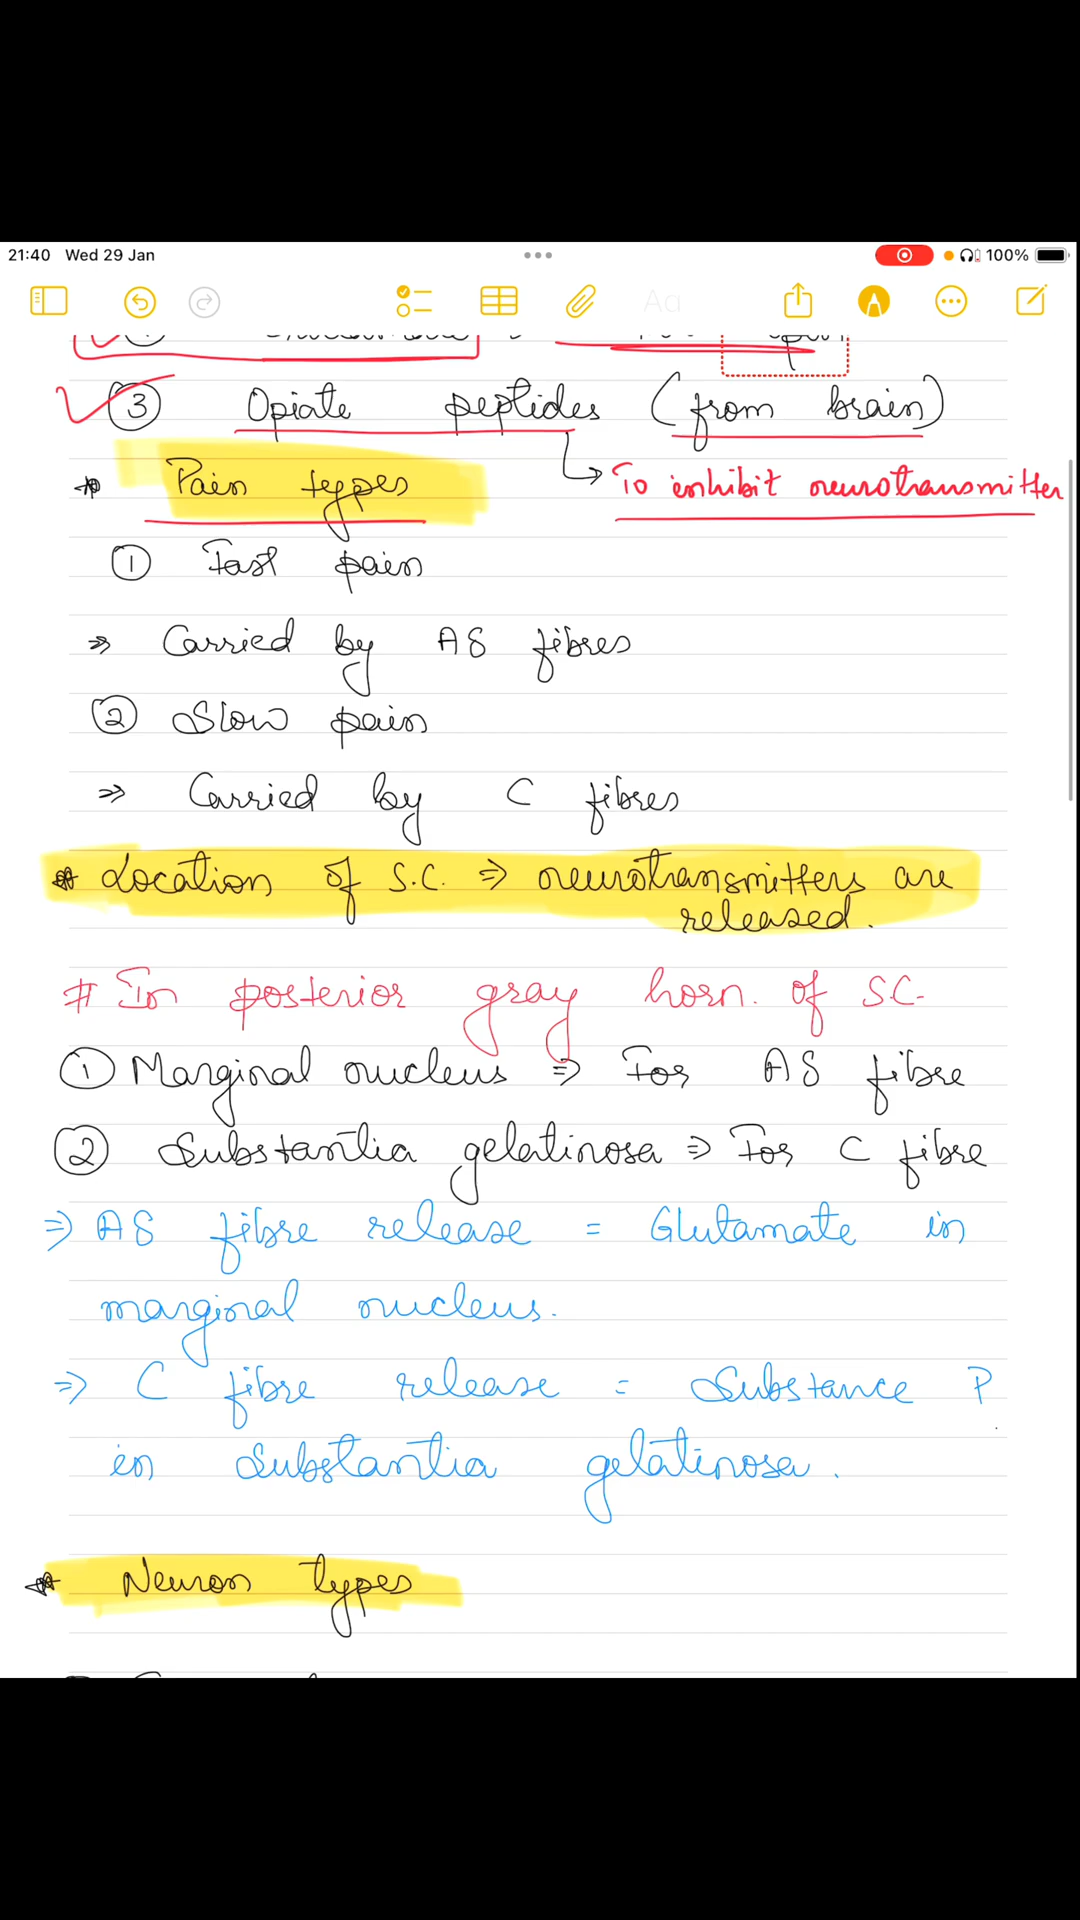 21:40 Wed 29 Jan
100%
Aa
③ Opiate peptides (from brain)
* Pain types
↳ To inhibit neurotransmitter
① Fast pain
⇒ Carried by Aδ fibres
② Slow pain
⇒ Carried by C fibres
* Location of S.C. ⇒ neurotransmitters are
released.
# In posterior gray horn. of S.C.
① Marginal nucleus ⇒ For Aδ fibre
② Substantia gelatinosa ⇒ For C fibre
⇒ Aδ fibre release = Glutamate in
marginal nucleus.
⇒ C fibre release = Substance P
in Substantia gelatinosa.
* Neuron types